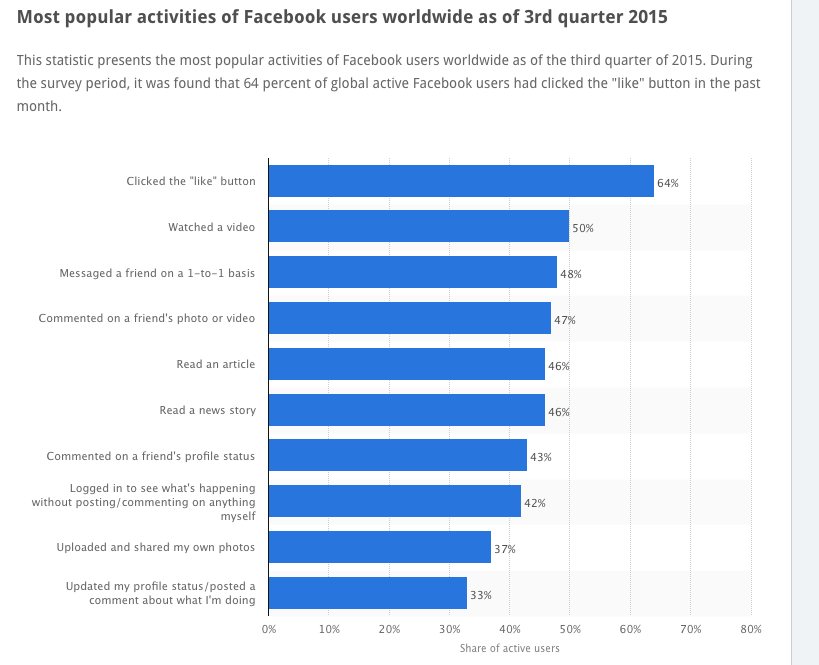 Most popular activities of Facebook users worldwide as of 3rd quarter 2015
This statistic presents the most popular activities of Facebook users worldwide as of the third quarter of 2015. During
the survey period, it was found that 64 percent of global active Facebook users had clicked the "like" button in the past
month.
Clicked the "like" button
64%
Watched a video
50%
Messaged a friend on a 1-to-1 basis
48%
Commented on a friend's photo or video
47%
Read an article
46%
Read a news story
46%
Commented on a friend's profile status
43%
Logged in to see what's happening
without posting/commenting on anything
myself
42%
Uploaded and shared my own photos
37%
Updated my profile status/posted a
comment about what I'm doing
33%
0% 10% 20% 30% 40% 50% 60% 70% 80%
Share of active users